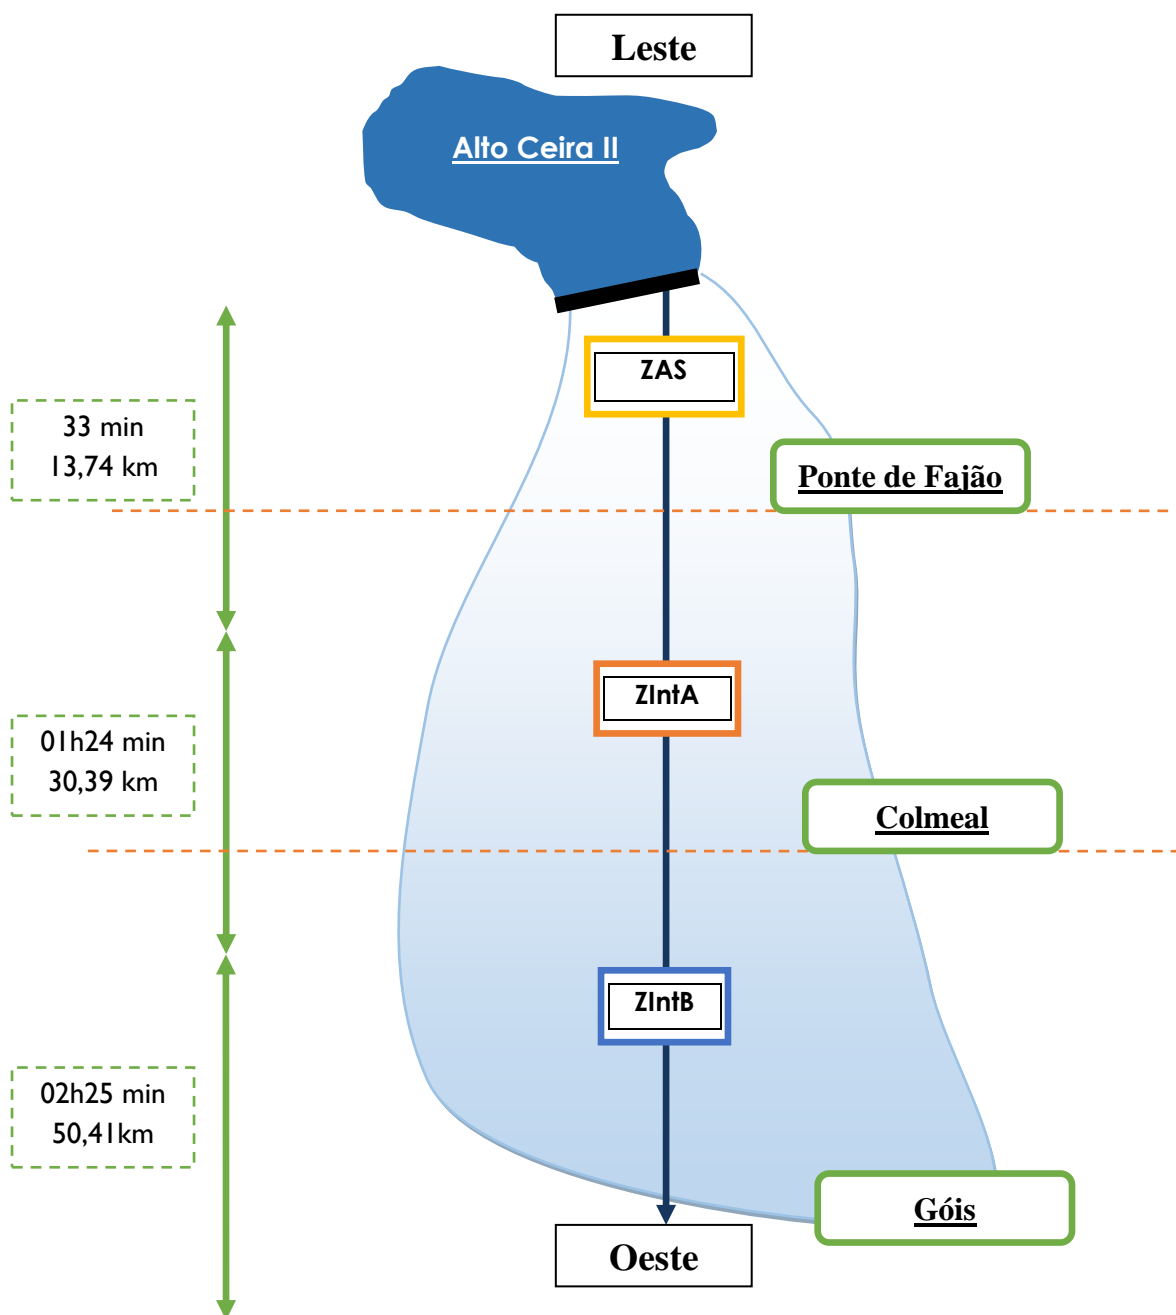 Leste
Alto Ceira II
ZAS
33 min
13,74 km
Ponte de Fajão
ZIntA
01h24 min
30,39 km
Colmeal
ZIntB
02h25 min
50,41km
Góis
Oeste